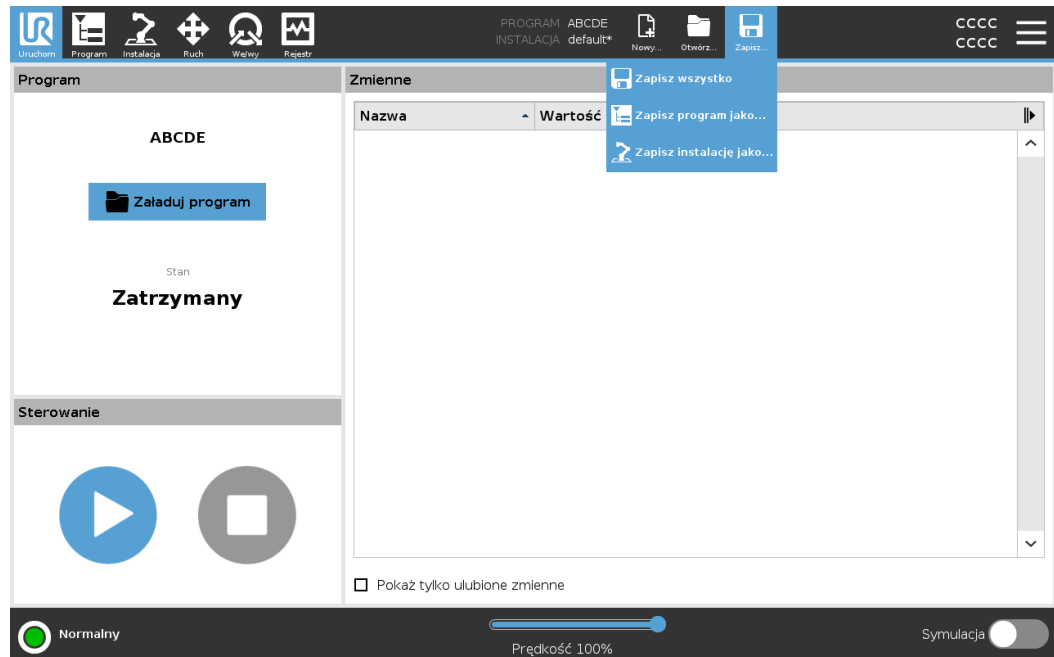 UR
Uruchom
Program
Instalacja
Ruch
We/wy
Rejestr
PROGRAM ABCDE
INSTALACJA default*
Nowy...
Otwórz...
Zapisz...
CCCC
CCCC
Zapisz wszystko
Zapisz program jako...
Zapisz instalację jako...
Program
ABCDE
Załaduj program
Stan
Zatrzymany
Sterowanie
Zmienne
Nazwa
Wartość
Pokaż tylko ulubione zmienne
Normalny
Prędkość 100%
Symulacja